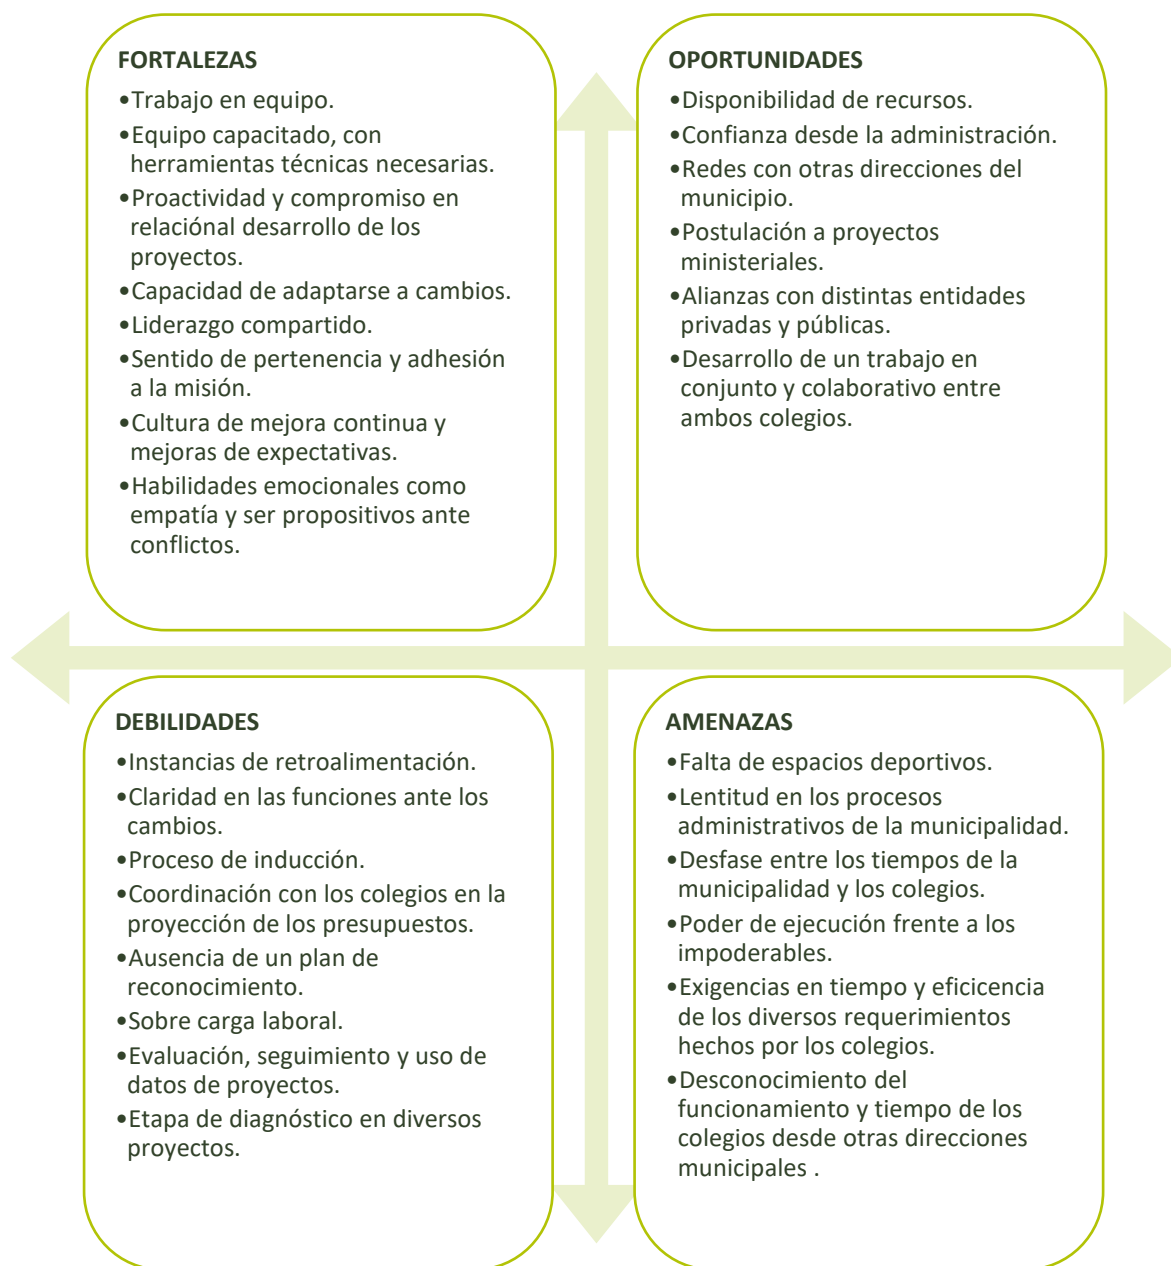 FORTALEZAS
•Trabajo en equipo.
•Equipo capacitado, con
herramientas técnicas necesarias.
•Proactividad y compromiso en
relaciónal desarrollo de los
proyectos.
•Capacidad de adaptarse a cambios.
•Liderazgo compartido.
•Sentido de pertenencia y adhesión
a la misión.
•Cultura de mejora continua y
mejoras de expectativas.
•Habilidades emocionales como
empatía y ser propositivos ante
conflictos.
OPORTUNIDADES
•Disponibilidad de recursos.
•Confianza desde la administración.
•Redes con otras direcciones del
municipio.
•Postulación a proyectos
ministeriales.
•Alianzas con distintas entidades
privadas y públicas.
•Desarrollo de un trabajo en
conjunto y colaborativo entre
ambos colegios.
DEBILIDADES
•Instancias de retroalimentación.
•Claridad en las funciones ante los
cambios.
•Proceso de inducción.
•Coordinación con los colegios en la
proyección de los presupuestos.
•Ausencia de un plan de
reconocimiento.
•Sobre carga laboral.
•Evaluación, seguimiento y uso de
datos de proyectos.
•Etapa de diagnóstico en diversos
proyectos.
AMENAZAS
•Falta de espacios deportivos.
•Lentitud en los procesos
administrativos de la municipalidad.
•Desfase entre los tiempos de la
municipalidad y los colegios.
•Poder de ejecución frente a los
impoderables.
•Exigencias en tiempo y eficicencia
de los diversos requerimientos
hechos por los colegios.
•Desconocimiento del
funcionamiento y tiempo de los
colegios desde otras direcciones
municipales .